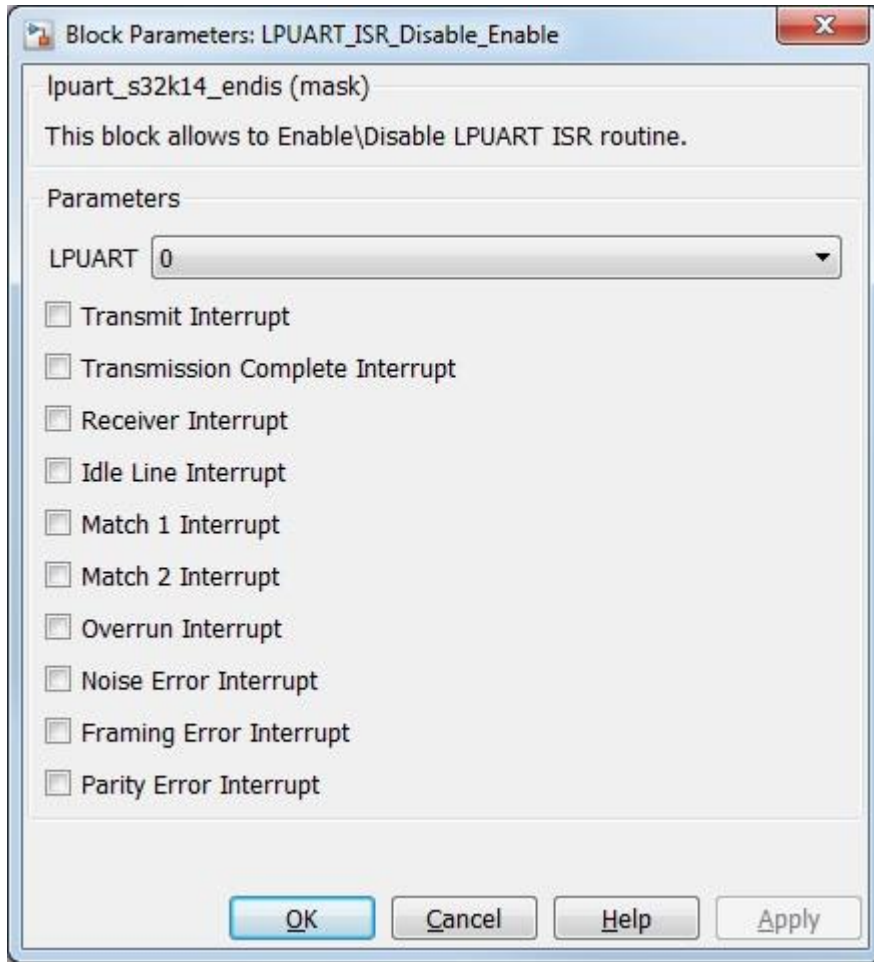 Block Parameters: LPUART_ISR_Disable_Enable
lpuart_s32k14_endis (mask)
This block allows to Enable\Disable LPUART ISR routine.
Parameters
LPUART 0
Transmit Interrupt
Transmission Complete Interrupt
Receiver Interrupt
Idle Line Interrupt
Match 1 Interrupt
Match 2 Interrupt
Overrun Interrupt
Noise Error Interrupt
Framing Error Interrupt
Parity Error Interrupt
OK Cancel Help Apply